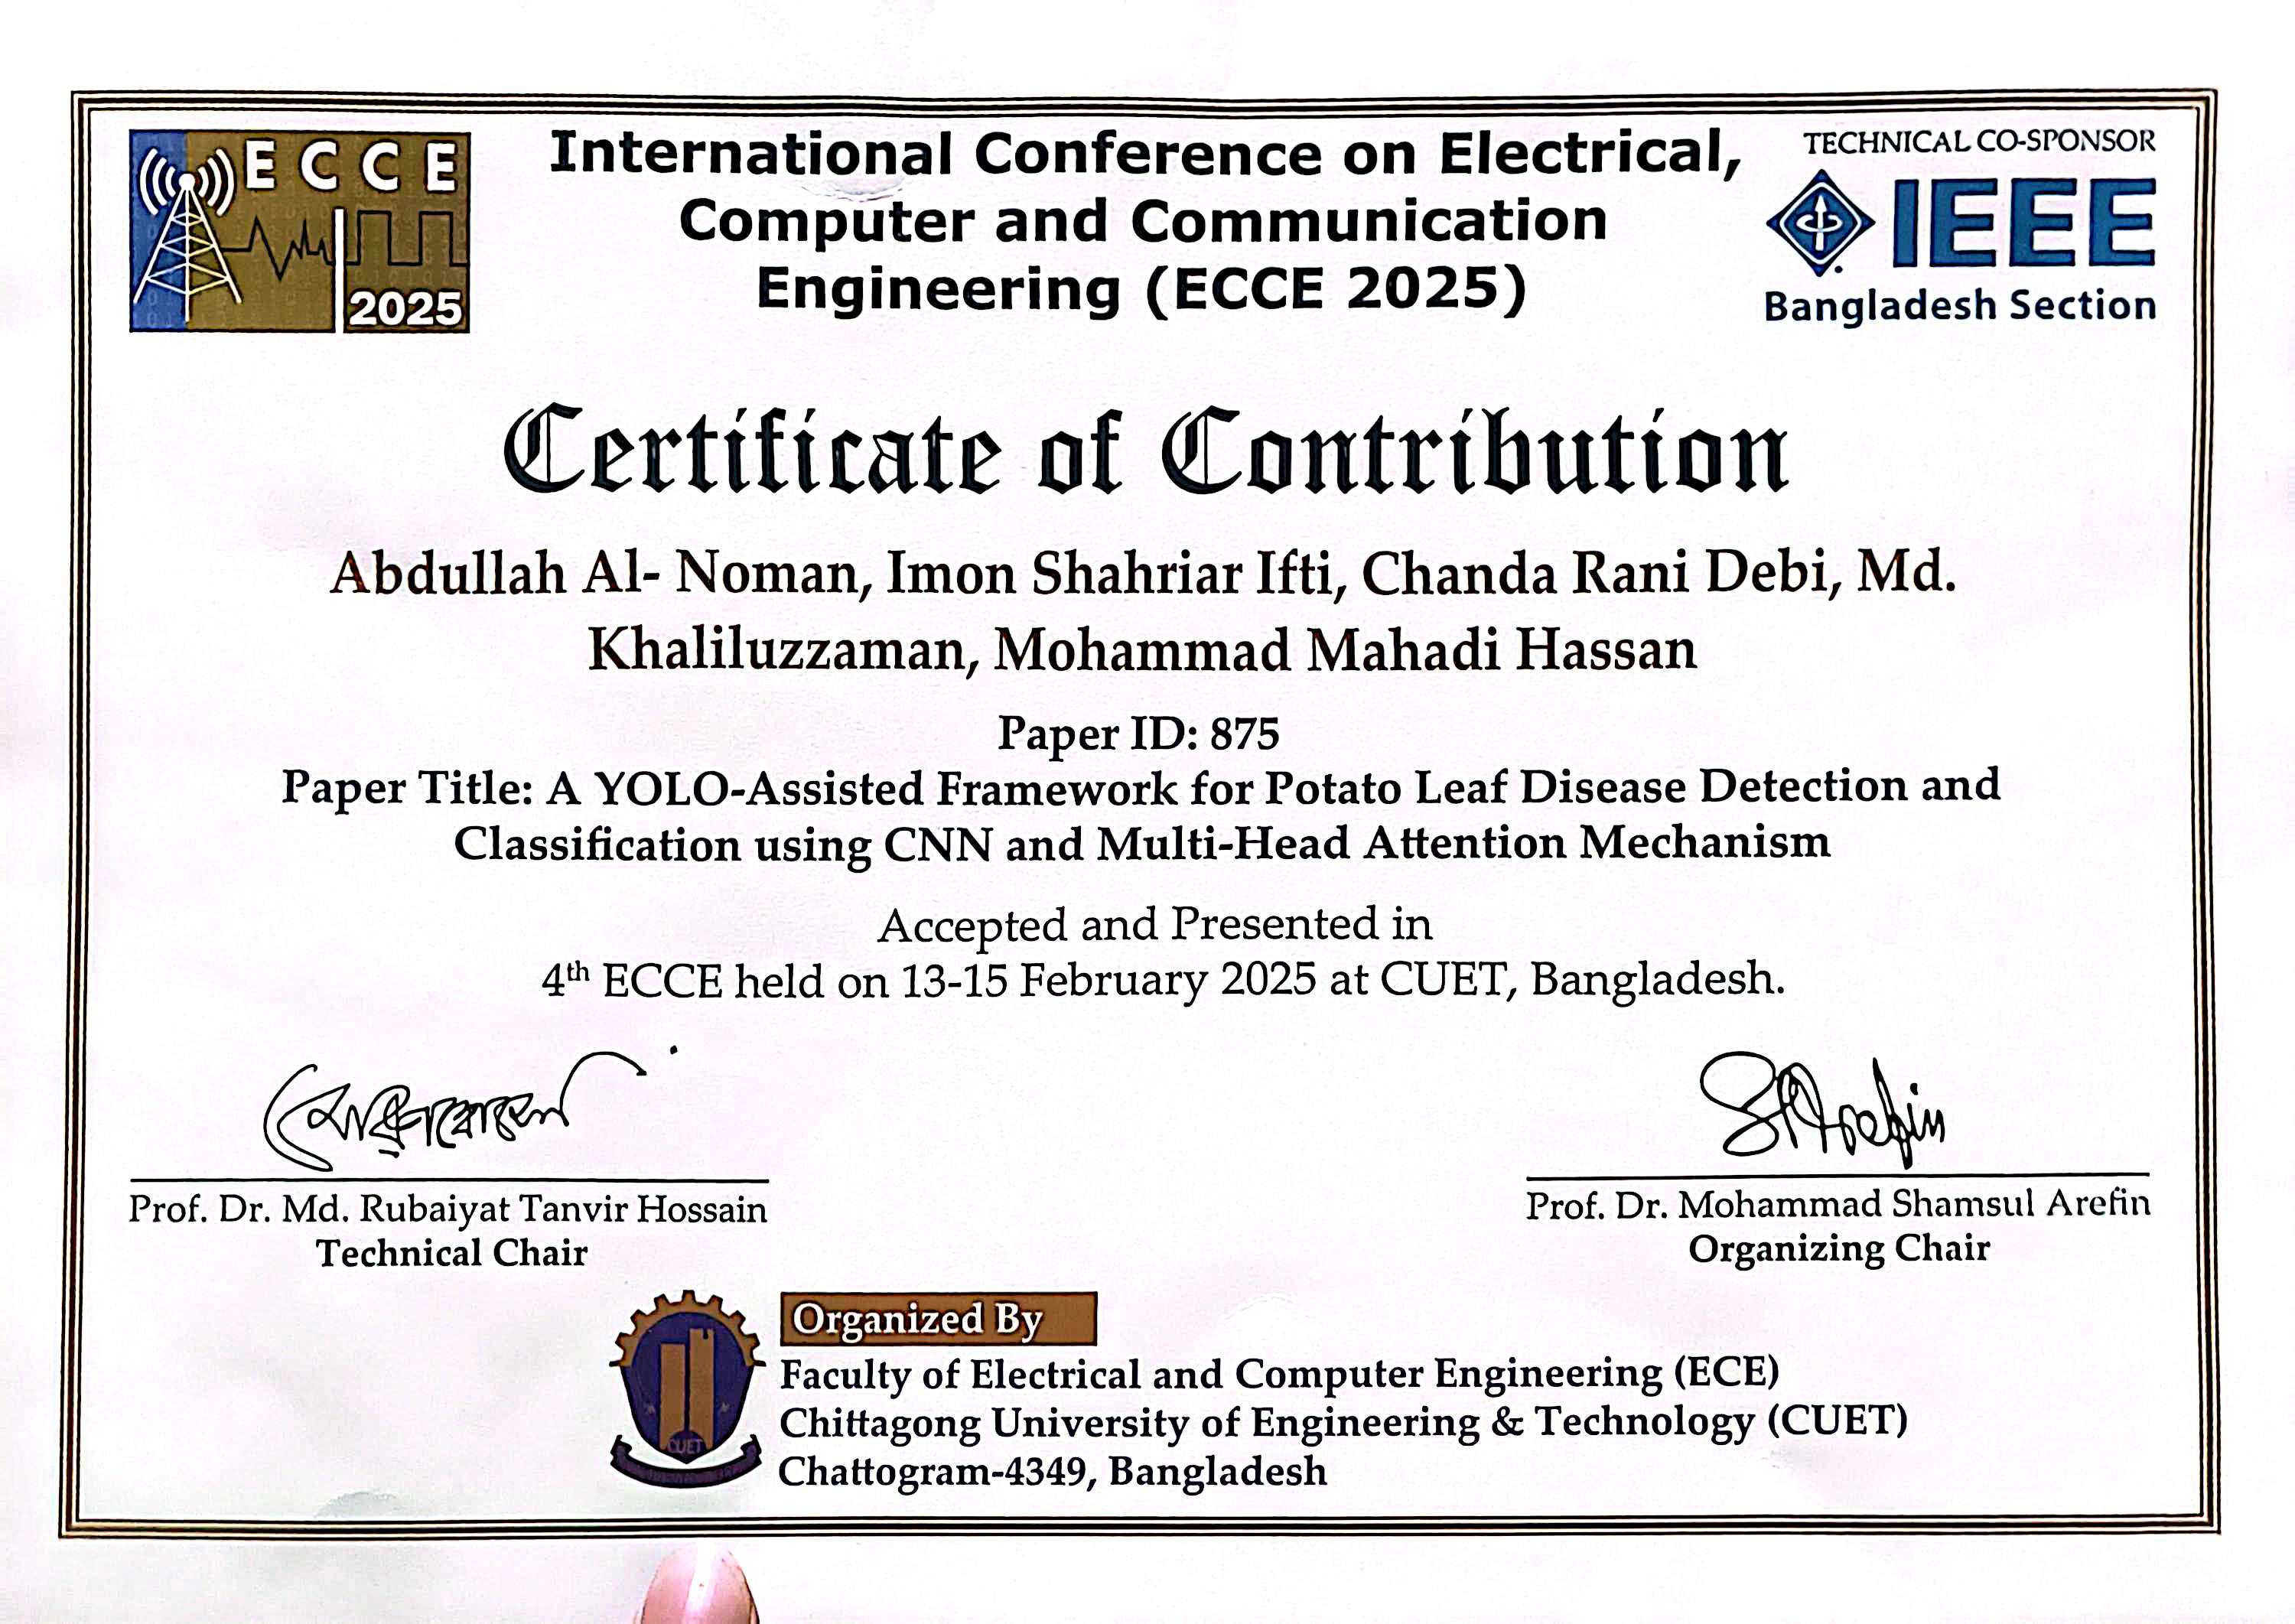 E C C E
2025
International Conference on Electrical,
Computer and Communication
Engineering (ECCE 2025)
TECHNICAL CO-SPONSOR
IEEE
Bangladesh Section
Certificate of Contribution
Abdullah Al- Noman, Imon Shahriar Ifti, Chanda Rani Debi, Md.
Khaliluzzaman, Mohammad Mahadi Hassan
Paper ID: 875
Paper Title: A YOLO-Assisted Framework for Potato Leaf Disease Detection and
Classification using CNN and Multi-Head Attention Mechanism
Accepted and Presented in
4th ECCE held on 13-15 February 2025 at CUET, Bangladesh.
Prof. Dr. Md. Rubaiyat Tanvir Hossain
Technical Chair
SArefin
Prof. Dr. Mohammad Shamsul Arefin
Organizing Chair
CUET
Organized By
Faculty of Electrical and Computer Engineering (ECE)
Chittagong University of Engineering & Technology (CUET)
Chattogram-4349, Bangladesh